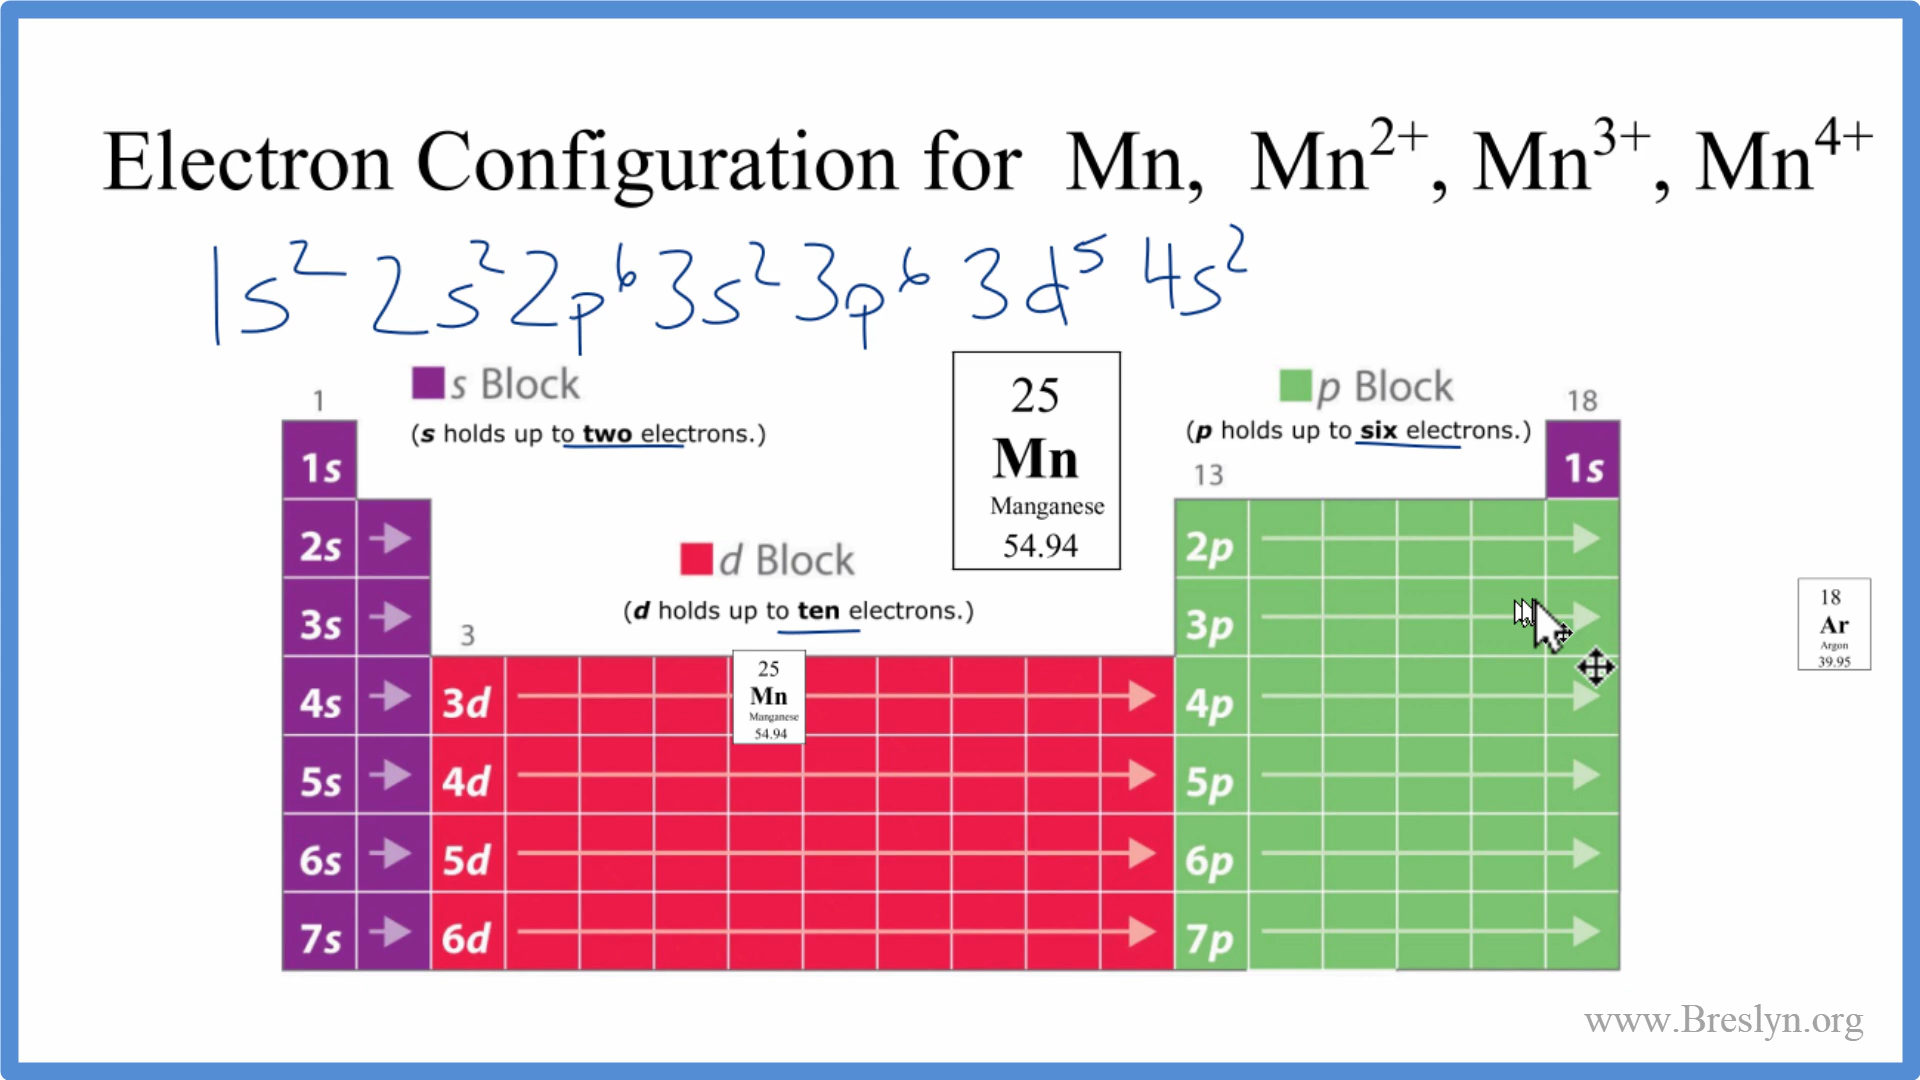 Electron Configuration for Mn, Mn²⁺, Mn³⁺, Mn⁴⁺
1s² 2s² 2p⁶ 3s² 3p⁶ 3d⁵ 4s²
1
s Block
(s holds up to two electrons.)
25
Mn
Manganese
54.94
p Block
(p holds up to six electrons.)
18
13
1s
1s
2s
2p
d Block
(d holds up to ten electrons.)
3s
3
3p
18
Ar
Argon
39.95
4s
3d
25
Mn
Manganese
54.94
4p
5s
4d
5p
6s
5d
6p
7s
6d
7p
www.Breslyn.org